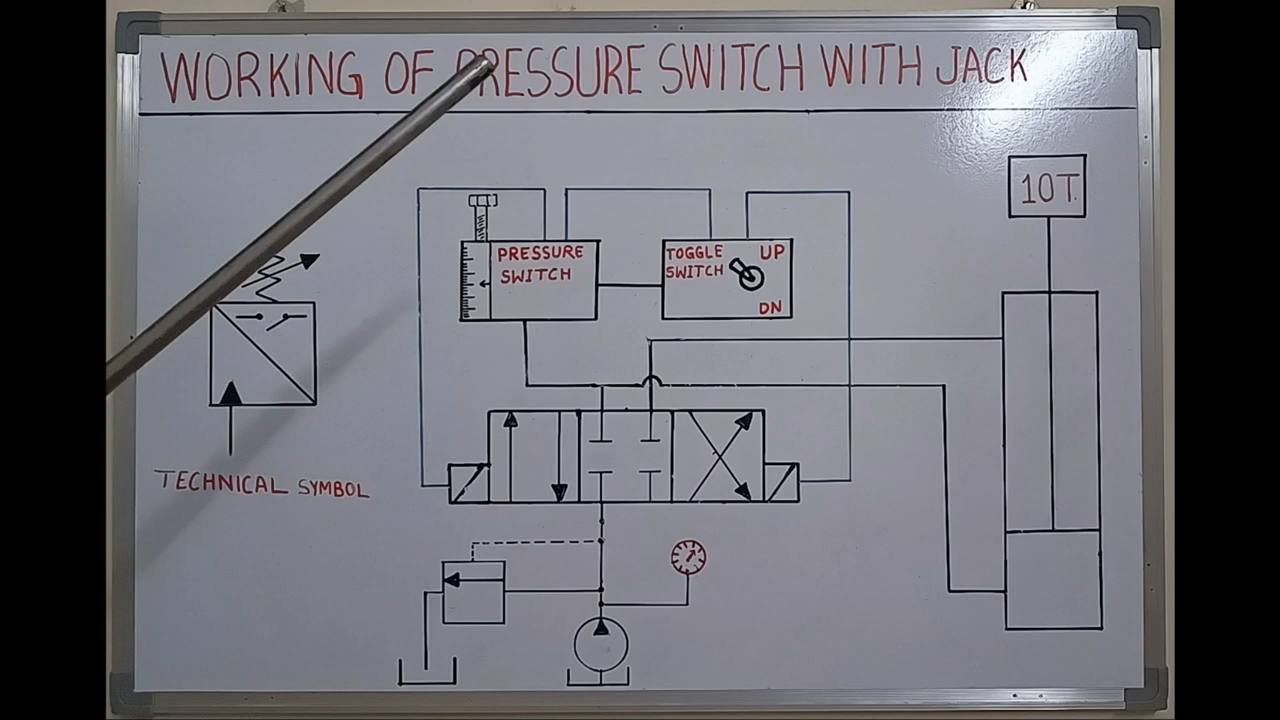 WORKING OF PRESSURE SWITCH WITH JACK
10T
PRESSURE
SWITCH
TOGGLE
SWITCH
UP
DN
TECHNICAL SYMBOL